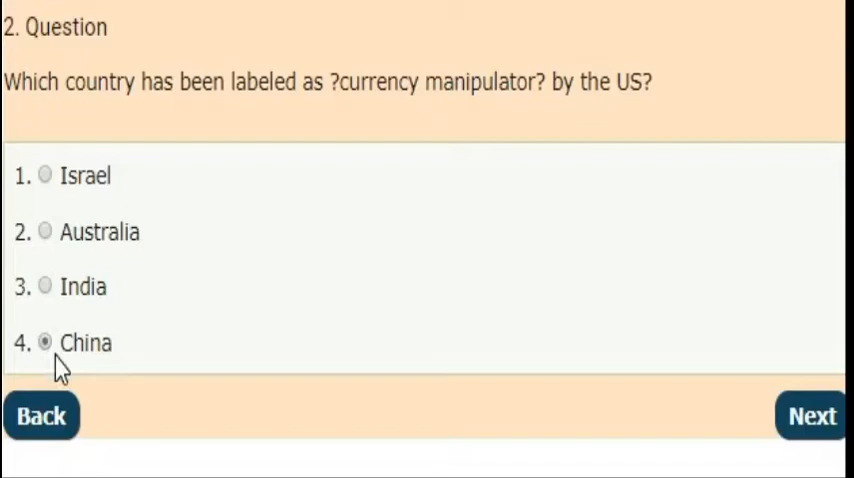 2. Question
Which country has been labeled as ?currency manipulator? by the US?
1. Israel
2. Australia
3. India
4. China
Back Next